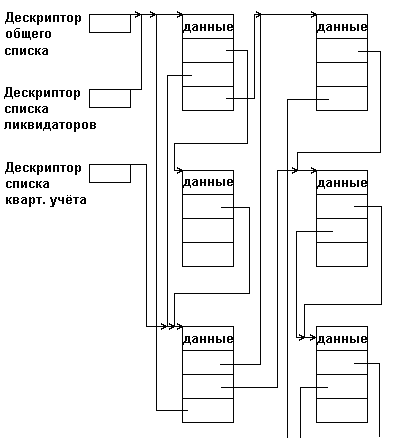 Дескриптор
общего
списка
Дескриптор
списка
ликвидаторов
Дескриптор
списка
кварт. учёта
данные
данные
данные
данные
данные
данные